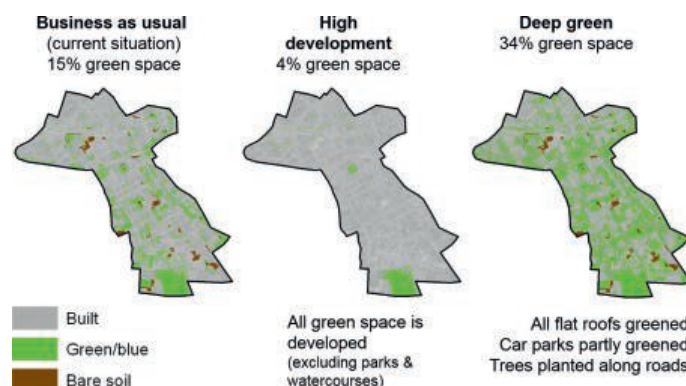 Business as usual
(current situation)
15% green space
High
development
4% green space
Deep green
34% green space
Built
Green/blue
Bare soil
All green space is
developed
(excluding parks &
watercourses)
All flat roofs greened
Car parks partly greened
Trees planted along roads